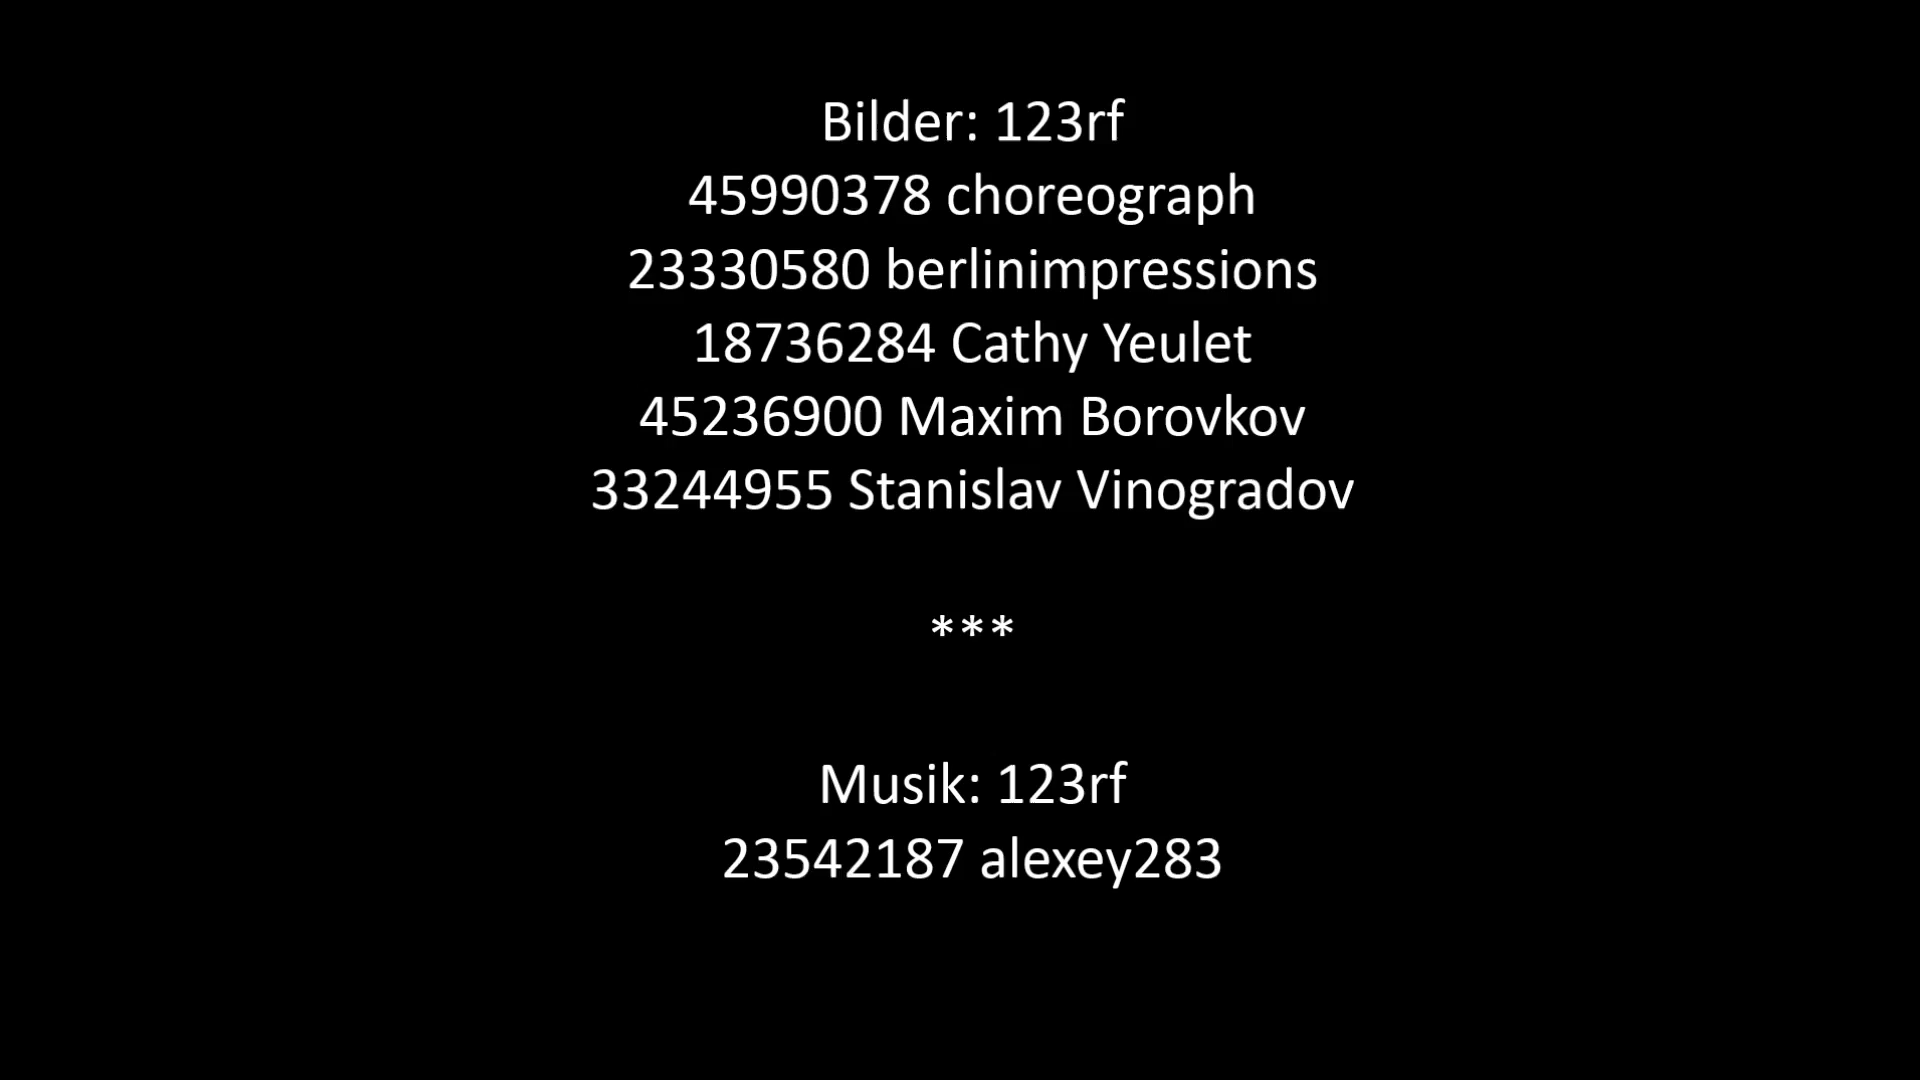 Bilder: 123rf
45990378 choreograph
23330580 berlinimpressions
18736284 Cathy Yeulet
45236900 Maxim Borovkov
33244955 Stanislav Vinogradov
***
Musik: 123rf
23542187 alexey283